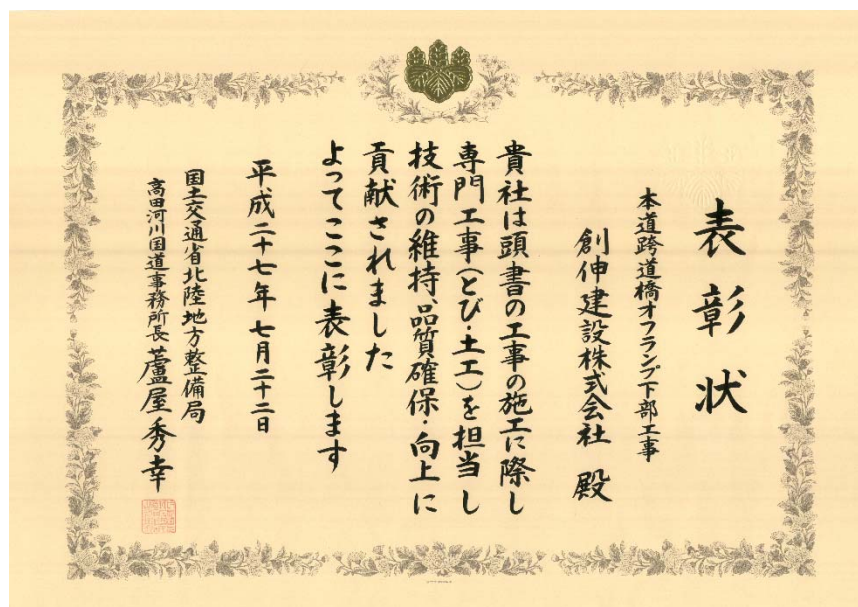 表彰状
本道跨道橋オフランプ下部工事
創伸建設株式会社 殿
貴社は頭書の工事の施工に際し
専門工事(とび・土工)を担当し
技術の維持、品質確保・向上に
貢献されました
よってここに表彰します
平成二十七年七月二十二日
国土交通省北陸地方整備局
高田河川国道事務所長 蘆屋秀幸